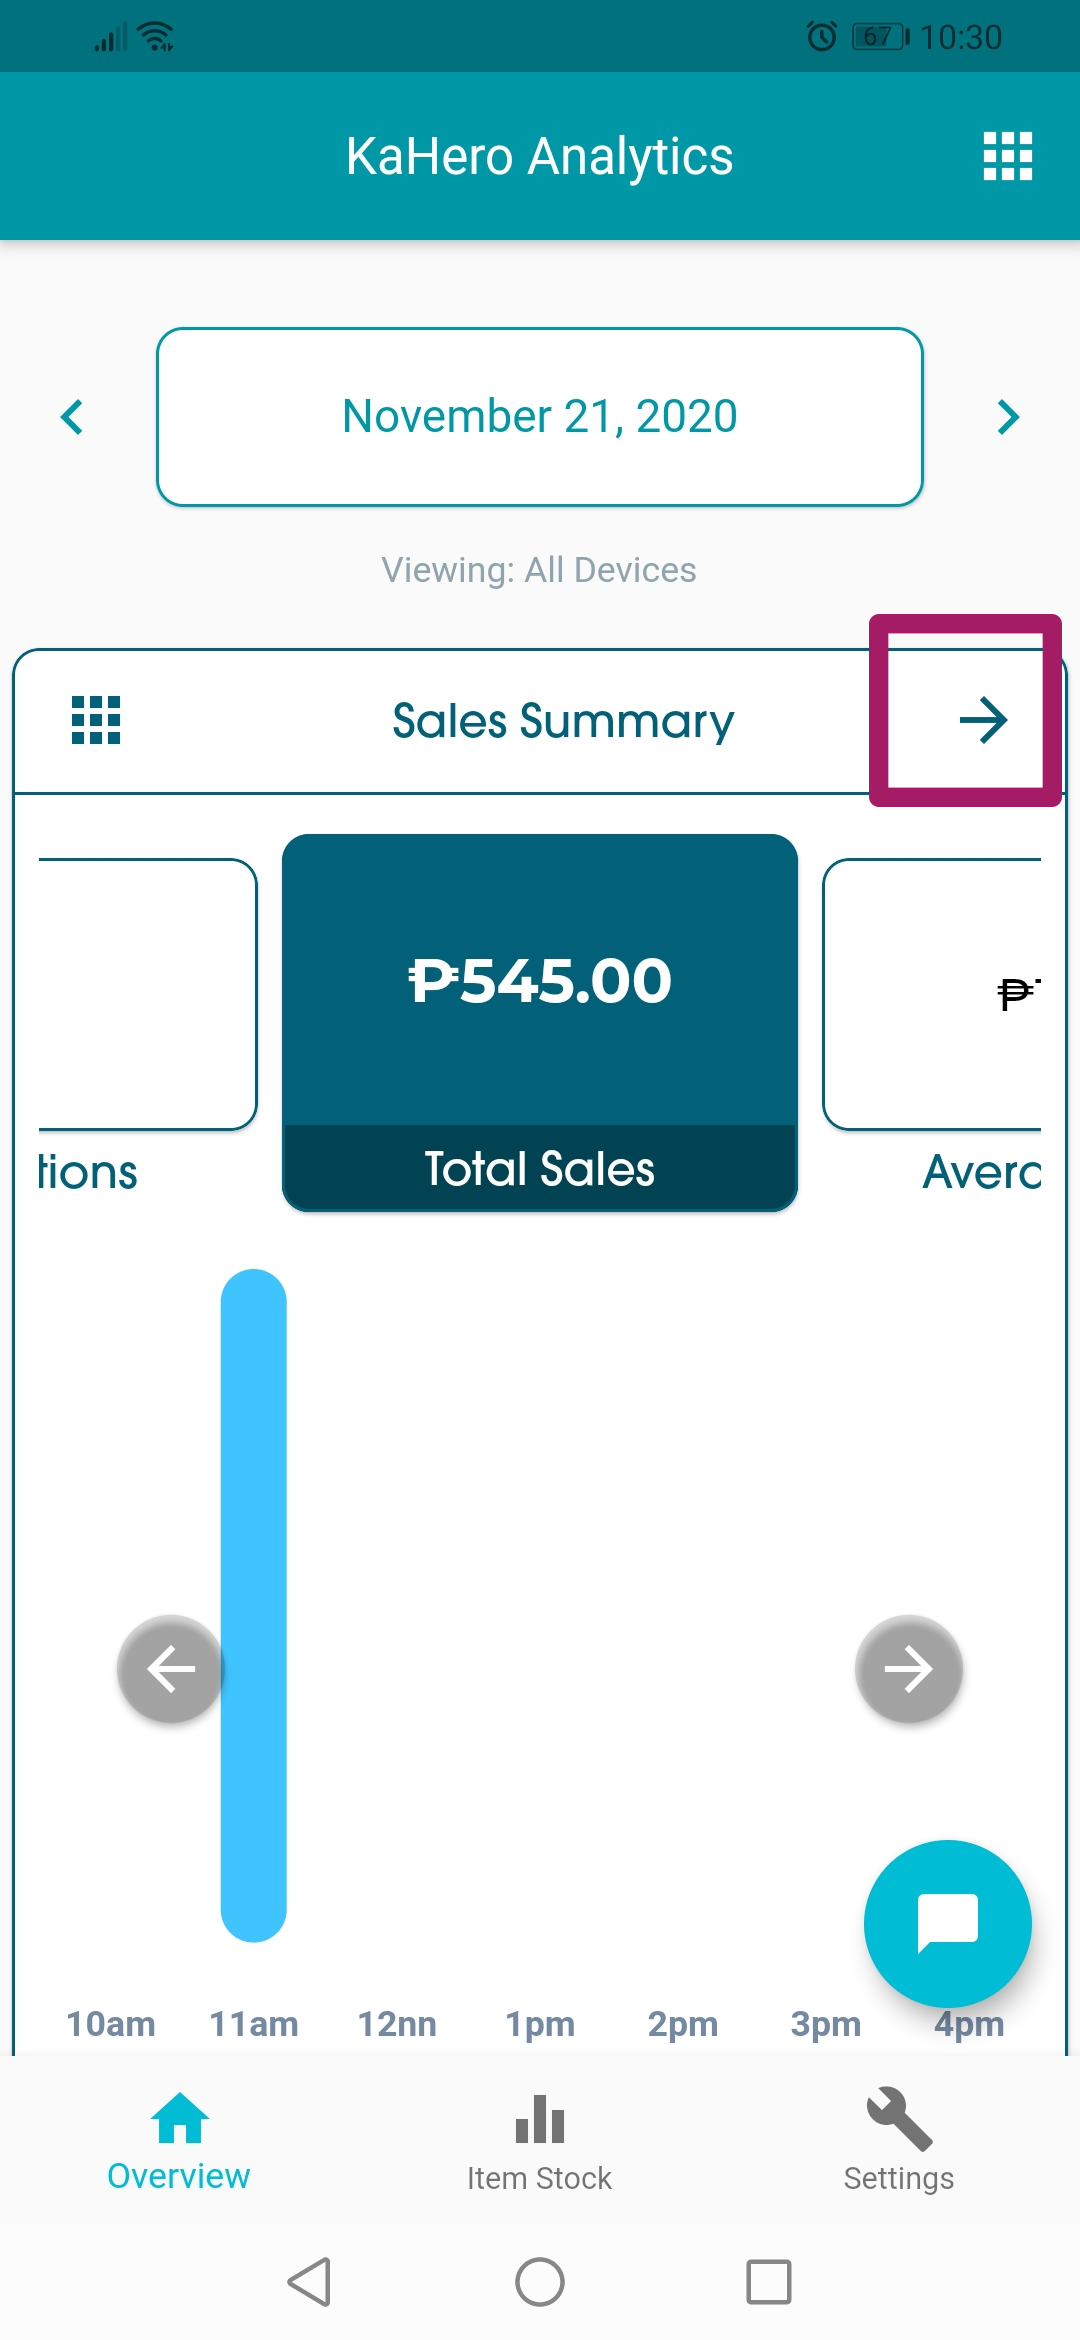 67 10:30
KaHero Analytics
November 21, 2020
Viewing: All Devices
Sales Summary
₱545.00
₱
tions
Total Sales
Avera
10am 11am 12nn 1pm 2pm 3pm 4pm
Overview
Item Stock
Settings